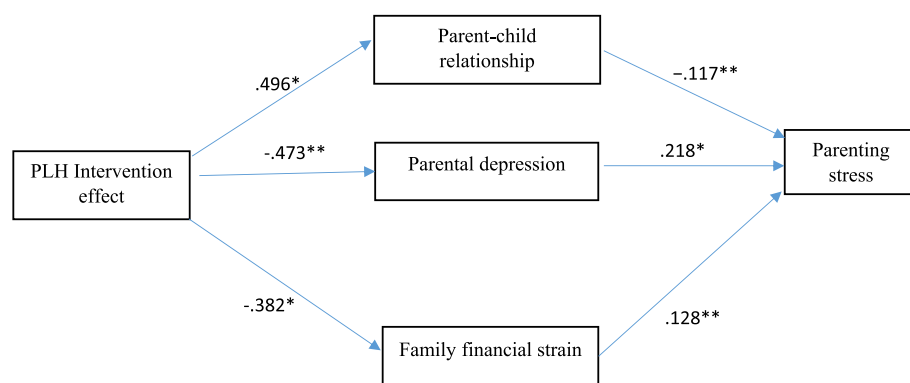 Parent-child
relationship
.496*
−.117**
PLH Intervention
effect
-.473**
Parental depression
.218*
Parenting
stress
-.382*
Family financial strain
.128**